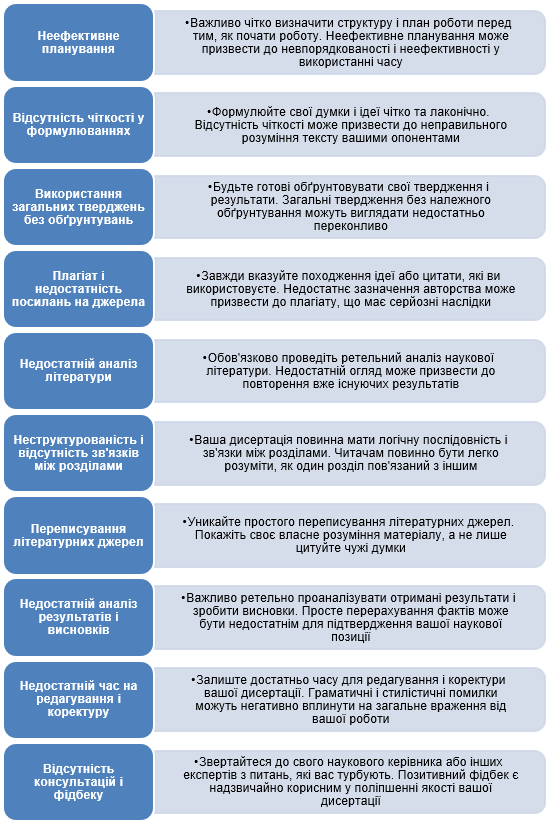 Неефективне
планування
•Важливо чітко визначити структуру і план роботи перед
тим, як почати роботу. Неефективне планування може
призвести до невпорядкованості і неефективності у
використанні часу
Відсутність чіткості у
формулюваннях
•Формулюйте свої думки і ідеї чітко та лаконічно.
Відсутність чіткості може призвести до неправильного
розуміння тексту вашими опонентами
Використання
загальних тверджень
без обґрунтувань
•Будьте готові обґрунтовувати свої твердження і
результати. Загальні твердження без належного
обґрунтування можуть виглядати недостатньо
переконливо
Плагіат і
недостатність
посилань на джерела
•Завжди вказуйте походження ідеї або цитати, які ви
використовуєте. Недостатнє зазначення авторства може
призвести до плагіату, що має серйозні наслідки
Недостатній аналіз
літератури
•Обов'язково проведіть ретельний аналіз наукової
літератури. Недостатній огляд може призвести до
повторення вже існуючих результатів
Неструктурованість і
відсутність зв'язків
між розділами
•Ваша дисертація повинна мати логічну послідовність і
зв'язки між розділами. Читачам повинно бути легко
розуміти, як один розділ пов'язаний з іншим
Переписування
літературних джерел
•Уникайте простого переписування літературних джерел.
Покажіть своє власне розуміння матеріалу, а не лише
цитуйте чужі думки
Недостатній аналіз
результатів і
висновків
•Важливо ретельно проаналізувати отримані результати і
зробити висновки. Просте перерахування фактів може
бути недостатнім для підтвердження вашої наукової
позиції
Недостатній час на
редагування і
коректуру
•Залиште достатньо часу для редагування і коректури
вашої дисертації. Граматичні і стилістичні помилки
можуть негативно вплинути на загальне враження від
вашої роботи
Відсутність
консультацій і
фідбеку
•Звертайтеся до свого наукового керівника або інших
експертів з питань, які вас турбують. Позитивний фідбек є
надзвичайно корисним у поліпшенні якості вашої
дисертації